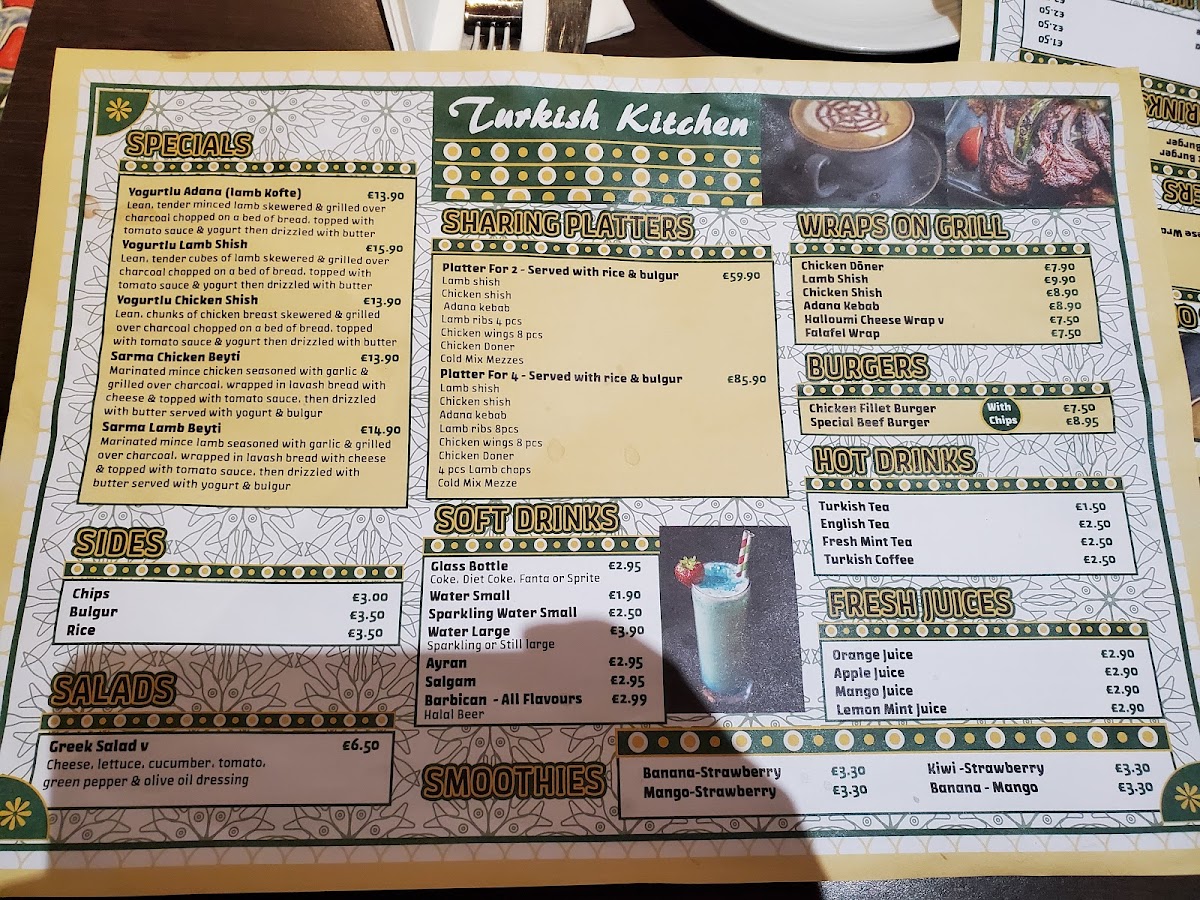 Turkish Kitchen
SPECIALS
Yogurtlu Adana (lamb Kofte) £13.90
Lean, tender minced lamb skewered & grilled over
charcoal chopped on a bed of bread, topped with
tomato sauce & yogurt then drizzled with butter
Yogurtlu Lamb Shish £15.90
Lean, tender cubes of lamb skewered & grilled over
charcoal chopped on a bed of bread, topped with
tomato sauce & yogurt then drizzled with butter
Yogurtlu Chicken Shish £13.90
Lean, chunks of chicken breast skewered & grilled
over charcoal chopped on a bed of bread, topped
with tomato sauce & yogurt then drizzled with butter
Sarma Chicken Beyti £13.90
Marinated mince chicken seasoned with garlic &
grilled over charcoal, wrapped in lavash bread with
cheese & topped with tomato sauce, then drizzled
with butter served with yogurt & bulgur
Sarma Lamb Beyti £14.90
Marinated mince lamb seasoned with garlic & grilled
over charcoal, wrapped in lavash bread with cheese
& topped with tomato sauce, then drizzled with
butter served with yogurt & bulgur
SIDES
Chips £3.00
Bulgur £3.50
Rice £3.50
SALADS
Greek Salad v £6.50
Cheese, lettuce, cucumber, tomato,
green pepper & olive oil dressing
SHARING PLATTERS
Platter For 2 - Served with rice & bulgur £59.90
Lamb shish
Chicken shish
Adana kebab
Lamb ribs 4 pcs
Chicken wings 8 pcs
Chicken Doner
Cold Mix Mezzes
Platter For 4 - Served with rice & bulgur £85.90
Lamb shish
Chicken shish
Adana kebab
Lamb ribs 8pcs
Chicken wings 8 pcs
Chicken Doner
4 pcs Lamb chops
Cold Mix Mezze
SOFT DRINKS
Glass Bottle £2.95
Coke, Diet Coke, Fanta or Sprite
Water Small £1.90
Sparkling Water Small £2.50
Water Large £3.90
Sparkling or Still large
Ayran £2.95
Salgam £2.95
Barbican - All Flavours £2.99
Halal Beer
WRAPS ON GRILL
Chicken Döner £7.90
Lamb Shish £9.90
Chicken Shish £8.90
Adana Kebab £8.90
Halloumi Cheese Wrap v £7.50
Falafel Wrap £7.50
BURGERS
Chicken Fillet Burger £7.50
Special Beef Burger £8.95
With
Chips
HOT DRINKS
Turkish Tea £1.50
English Tea £2.50
Fresh Mint Tea £2.50
Turkish Coffee £2.50
FRESH JUICES
Orange Juice £2.90
Apple Juice £2.90
Mango Juice £2.90
Lemon Mint Juice £2.90
SMOOTHIES
Banana-Strawberry £3.30 Kiwi -Strawberry £3.30
Mango-Strawberry £3.30 Banana - Mango £3.30
£2.50
£2.50
£1.50
Burger
Burger